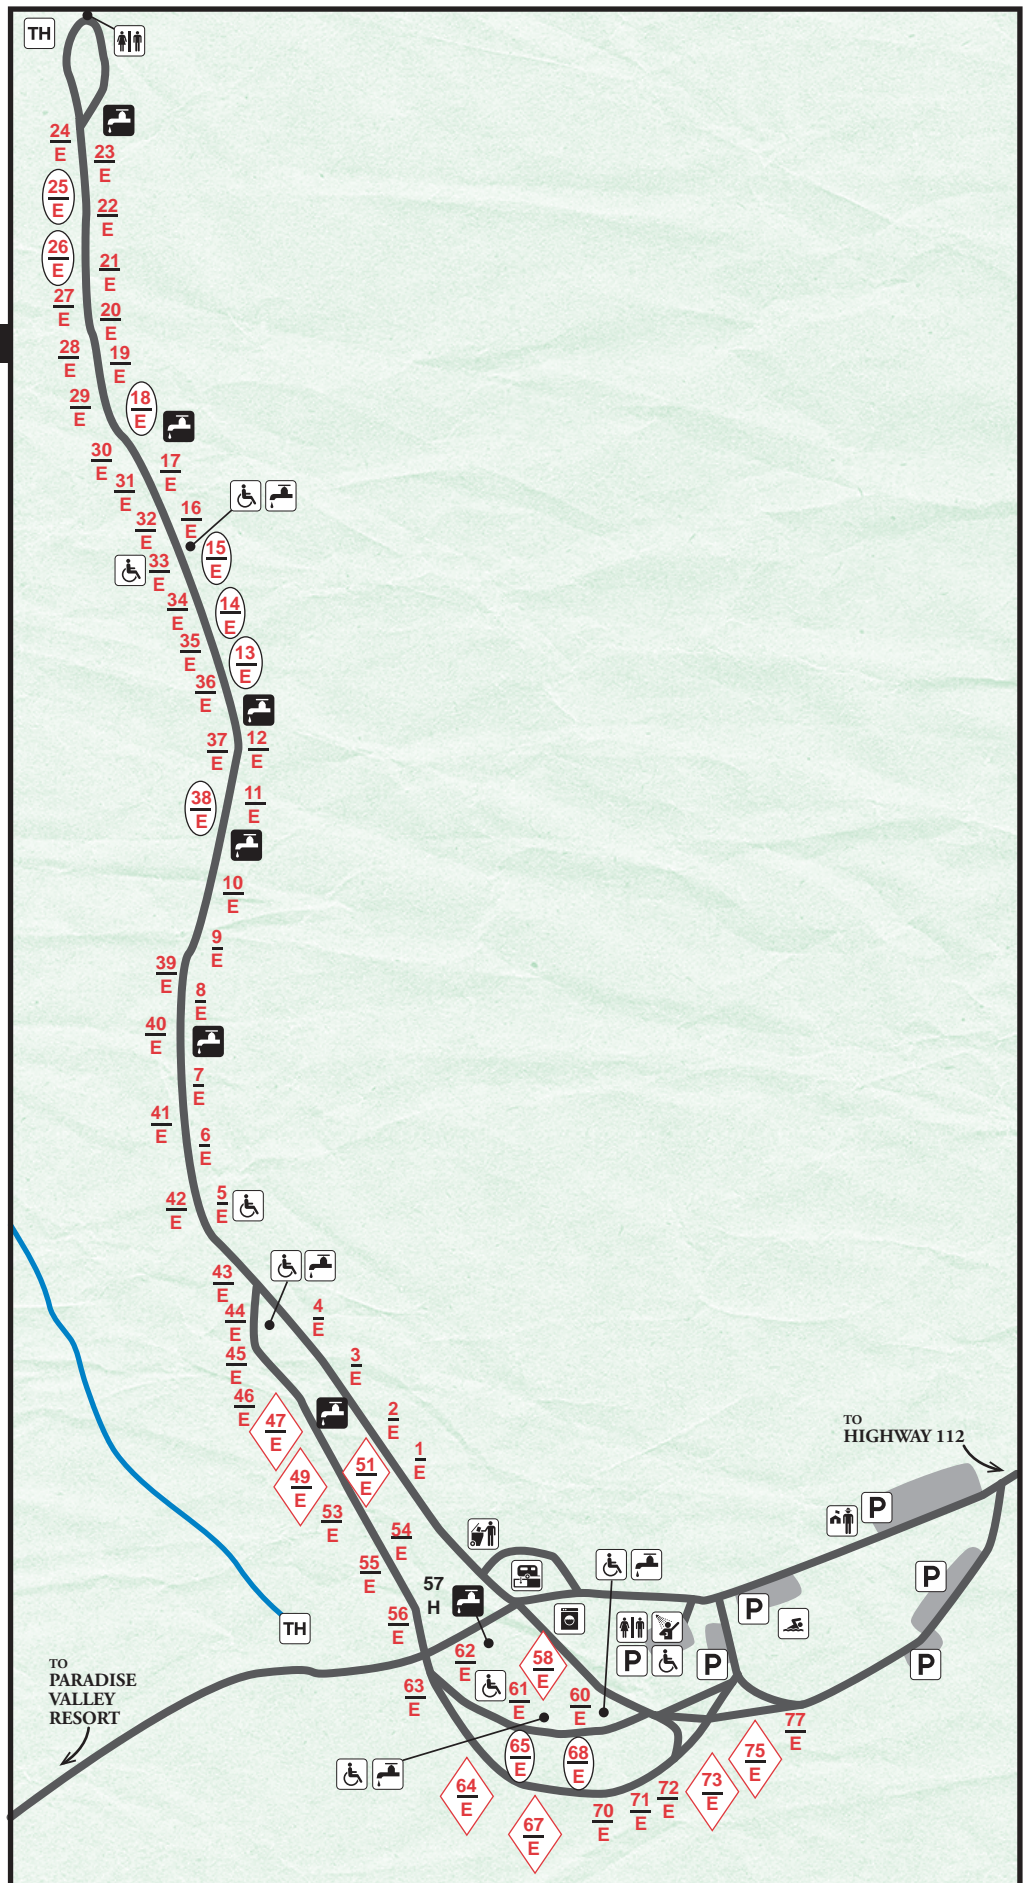 TH
24
E
23
E
25
E
22
E
26
E
21
E
27
E
20
E
28
E
19
E
29
E
18
E
30
E
17
E
31
E
16
E
32
E
15
E
33
E
14
E
34
E
13
E
35
E
36
E
37
E
12
E
38
E
11
E
10
E
9
E
39
E
8
E
40
E
7
E
41
E
6
E
42
E
5
E
43
E
44
E
4
E
45
E
3
E
46
E
47
E
2
E
1
E
49
E
51
E
53
E
54
E
55
E
57
H
56
E
TH
TO
HIGHWAY 112
P
P
P
P
P
P
TO
PARADISE
VALLEY
RESORT
62
E
58
E
63
E
61
E
60
E
65
E
68
E
64
E
67
E
70
E
71
E
72
E
73
E
75
E
77
E